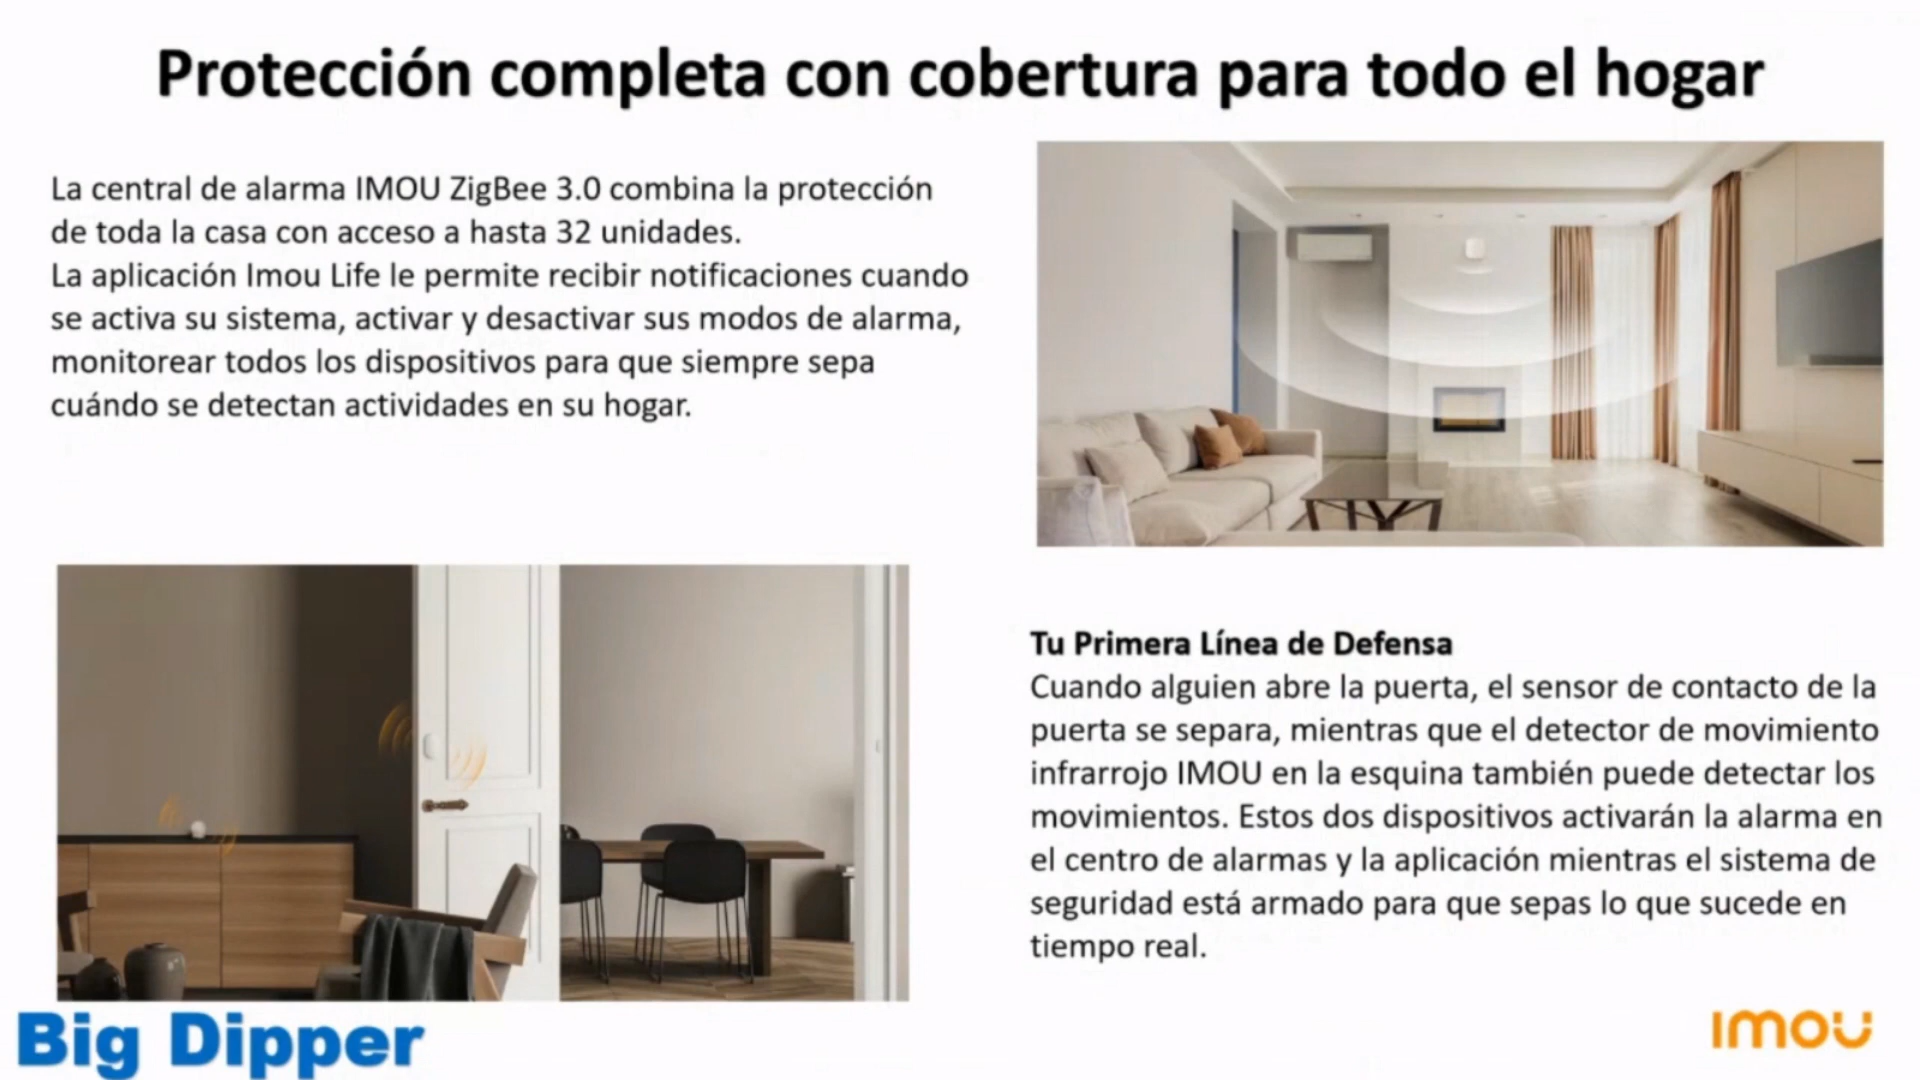 Protección completa con cobertura para todo el hogar
La central de alarma IMOU ZigBee 3.0 combina la protección
de toda la casa con acceso a hasta 32 unidades.
La aplicación Imou Life le permite recibir notificaciones cuando
se activa su sistema, activar y desactivar sus modos de alarma,
monitorear todos los dispositivos para que siempre sepa
cuándo se detectan actividades en su hogar.
Tu Primera Línea de Defensa
Cuando alguien abre la puerta, el sensor de contacto de la
puerta se separa, mientras que el detector de movimiento
infrarrojo IMOU en la esquina también puede detectar los
movimientos. Estos dos dispositivos activarán la alarma en
el centro de alarmas y la aplicación mientras el sistema de
seguridad está armado para que sepas lo que sucede en
tiempo real.
Big Dipper
imou